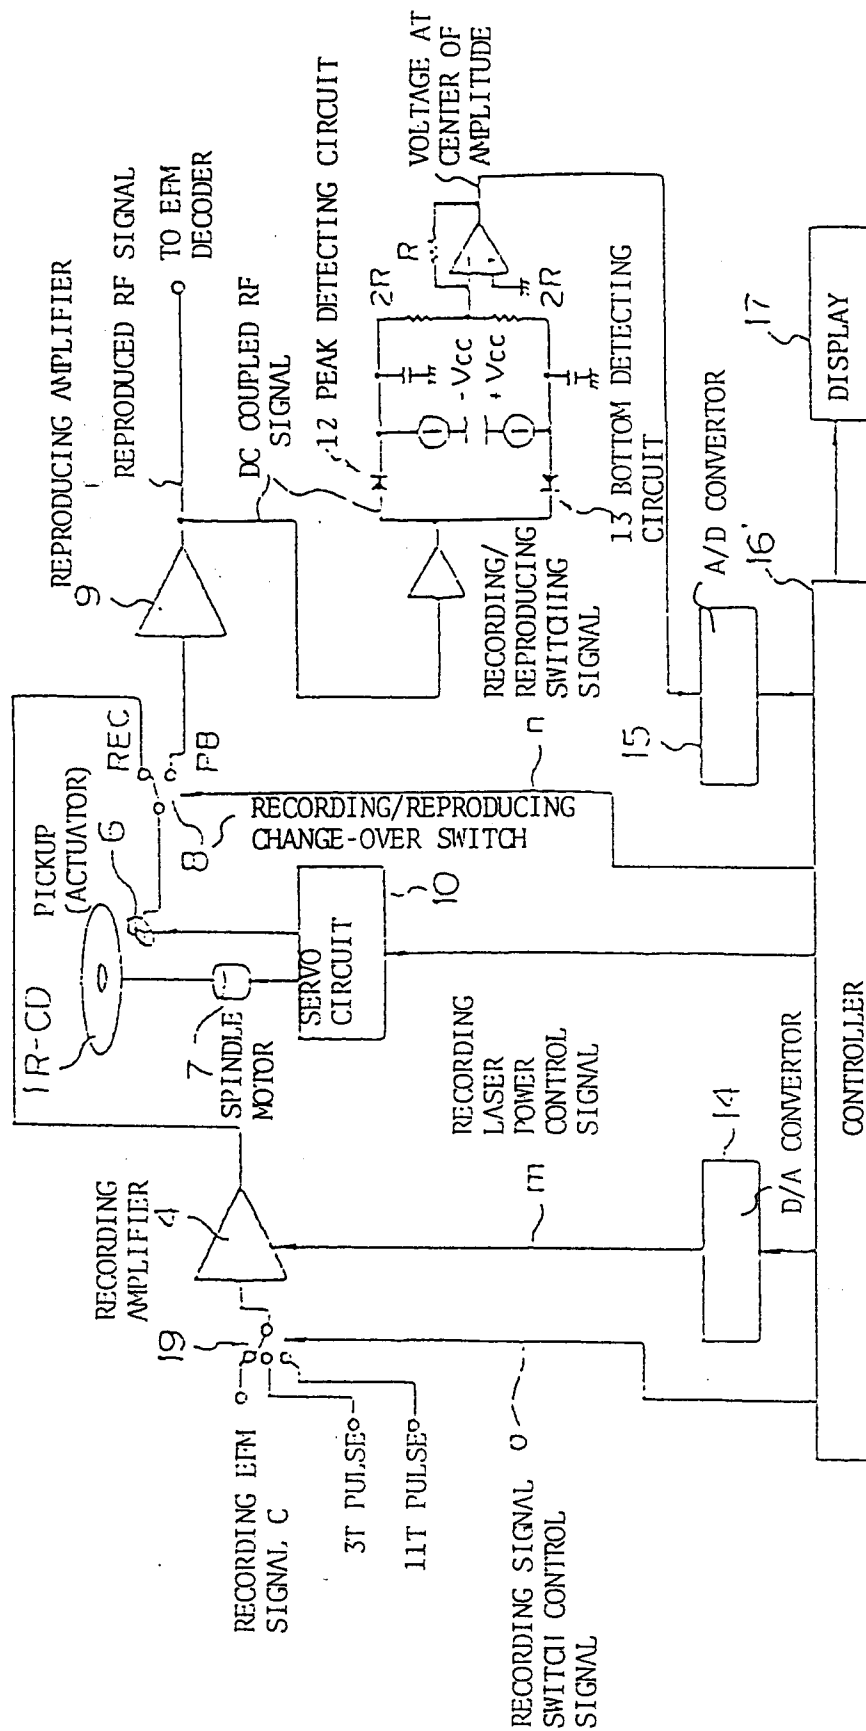 REPRODUCING AMPLIFIER
REPRODUCED RF SIGNAL
TO EFM
DECODER
9
REC
PB
PICKUP
(ACTUATOR)
6
1R-CD
8
RECORDING/REPRODUCING
CHANGE-OVER SWITCH
7
SPINDLE
MOTOR
SERVO
CIRCUIT
10
RECORDING
AMPLIFIER
4
19
RECORDING EFM
SIGNAL C
3T PULSE
11T PULSE
DC COUPLED RF
SIGNAL
12 PEAK DETECTING CIRCUIT
2R
R
2R
-Vcc
+Vcc
VOLTAGE AT
CENTER OF
AMPLITUDE
13 BOTTOM DETECTING
CIRCUIT
RECORDING/
REPRODUCING
SWITCHING
SIGNAL
n
RECORDING
LASER
POWER
CONTROL
SIGNAL
m
RECORDING SIGNAL O
SWITCH CONTROL
SIGNAL
14
D/A CONVERTOR
15
A/D CONVERTOR
16'
17
DISPLAY
CONTROLLER